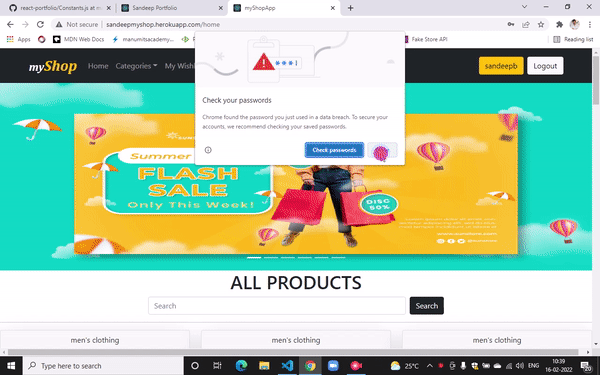 react-portfolio/Constants.js at m
Sandeep Portfolio
myShopApp
Not secure
sandeepmyshop.herokuapp.com/home
Apps
Manu
MDN Web Docs
manumitsacademy...
Fake Store API
Reading list
myShop
Home
Categories
My Wishl
sandeepb
Logout
Check your passwords
Chrome found the password you just used in a data breach. To secure your
accounts, we recommend checking your saved passwords.
Check passwords
Summer
FLASH
SALE
Only This Week!
DISC
50%
ALL PRODUCTS
Search
Search
men's clothing
men's clothing
men's clothing
Type here to search
25°C
ENG
10:39
16-02-2022